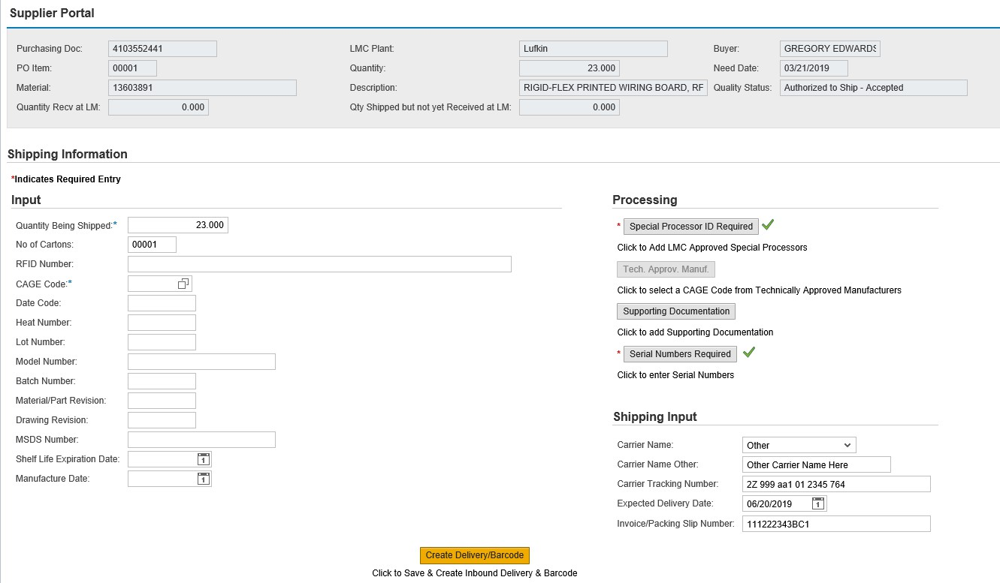 Supplier Portal
Purchasing Doc: 4103552441 LMC Plant: Lufkin Buyer: GREGORY EDWARDS
PO Item: 00001 Quantity: 23.000 Need Date: 03/21/2019
Material: 13603891 Description: RIGID-FLEX PRINTED WIRING BOARD, RF Quality Status: Authorized to Ship - Accepted
Quantity Recv at LM: 0.000 Qty Shipped but not yet Received at LM: 0.000
Shipping Information
*Indicates Required Entry
Input
Quantity Being Shipped:* 23.000
No of Cartons: 00001
RFID Number:
CAGE Code:*
Date Code:
Heat Number:
Lot Number:
Model Number:
Batch Number:
Material/Part Revision:
Drawing Revision:
MSDS Number:
Shelf Life Expiration Date: 1
Manufacture Date: 1
Processing
* Special Processor ID Required
Click to Add LMC Approved Special Processors
Tech. Approv. Manuf.
Click to select a CAGE Code from Technically Approved Manufacturers
Supporting Documentation
Click to add Supporting Documentation
* Serial Numbers Required
Click to enter Serial Numbers
Shipping Input
Carrier Name: Other
Carrier Name Other: Other Carrier Name Here
Carrier Tracking Number: 2Z 999 aa1 01 2345 764
Expected Delivery Date: 06/20/2019 1
Invoice/Packing Slip Number: 111222343BC1
Create Delivery/Barcode
Click to Save & Create Inbound Delivery & Barcode